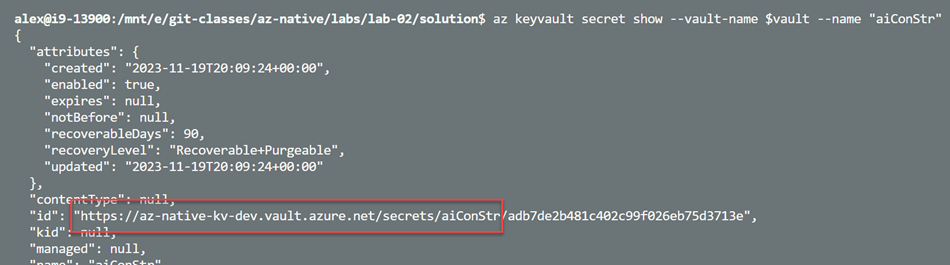 alex@i9-13900:/mnt/e/git-classes/az-native/labs/lab-02/solution$ az keyvault secret show --vault-name $vault --name "aiConStr"
{
  "attributes": {
    "created": "2023-11-19T20:09:24+00:00",
    "enabled": true,
    "expires": null,
    "notBefore": null,
    "recoverableDays": 90,
    "recoveryLevel": "Recoverable+Purgeable",
    "updated": "2023-11-19T20:09:24+00:00"
  },
  "contentType": null,
  "id": "https://az-native-kv-dev.vault.azure.net/secrets/aiConStr/adb7de2b481c402c99f026eb75d3713e",
  "kid": null,
  "managed": null,
  "name": "aiConStr"